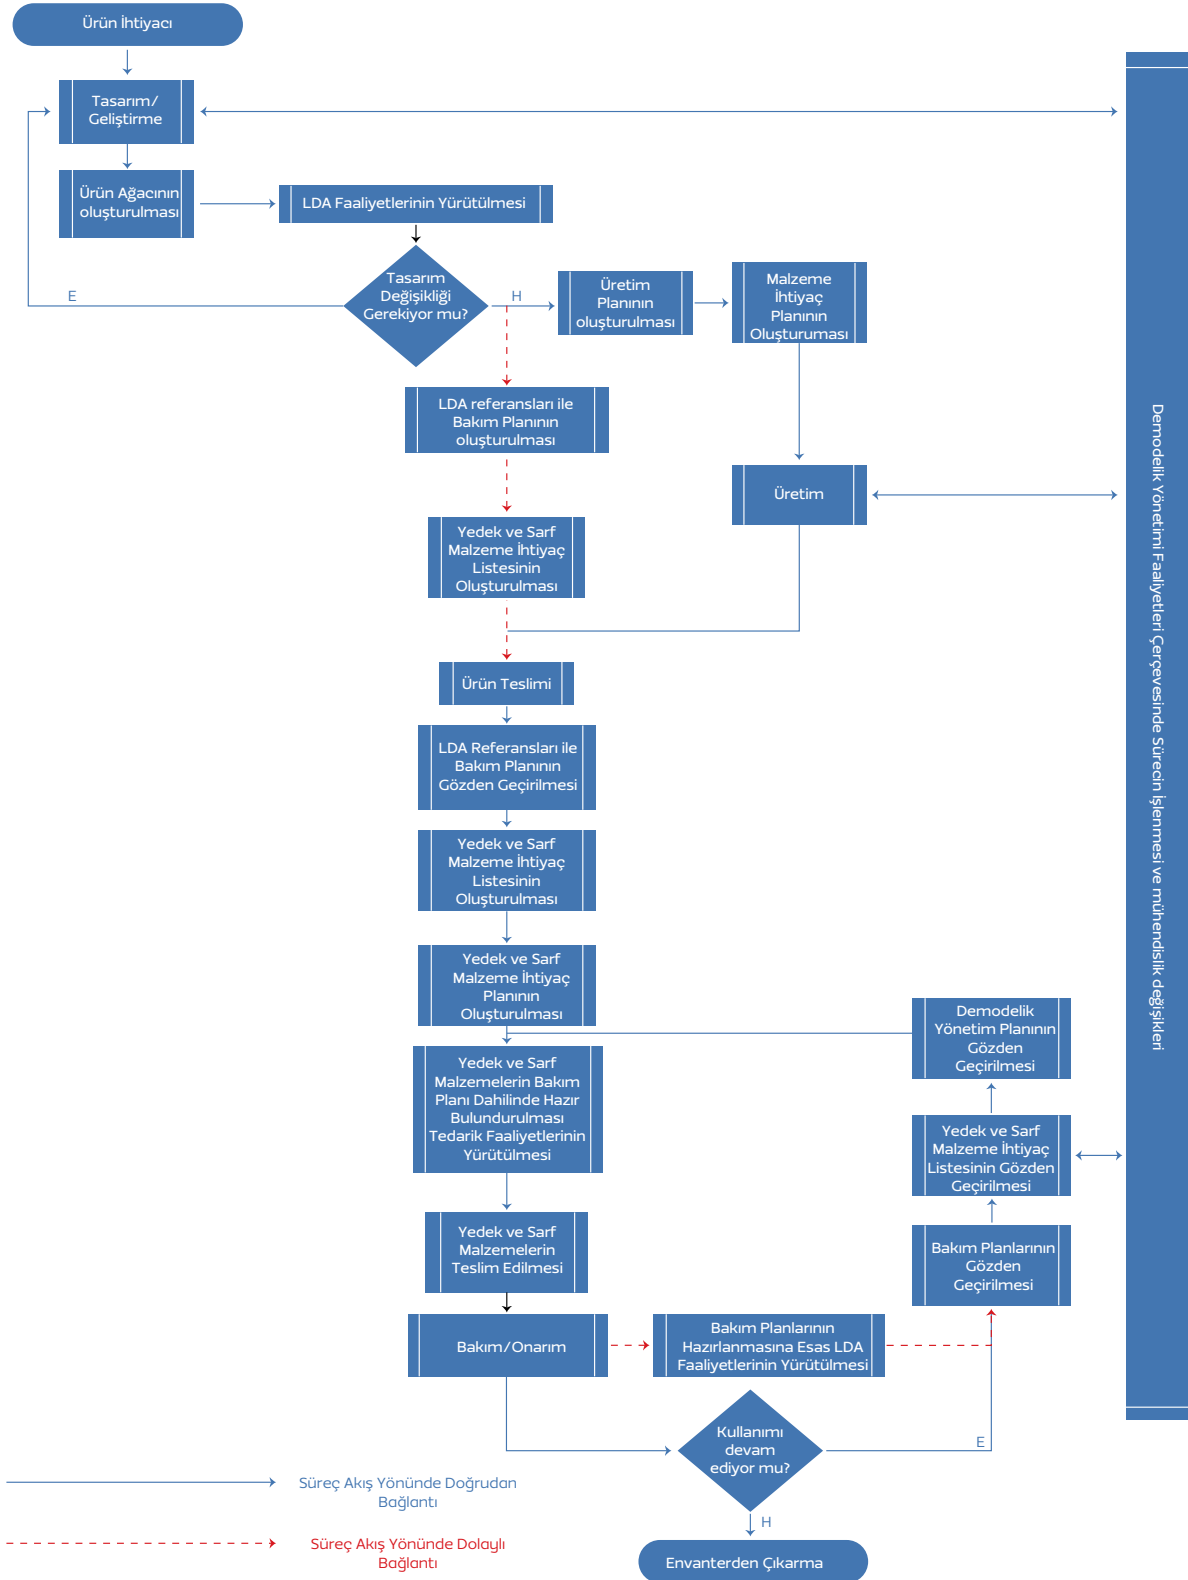 Ürün İhtiyacı
Tasarım/
Geliştirme
Ürün Ağacının
oluşturulması
LDA Faaliyetlerinin Yürütülmesi
Tasarım
Değişikliği
Gerekiyor mu?
E
H
Üretim
Planının
oluşturulması
Malzeme
İhtiyaç
Planının
Oluşturuması
LDA referansları ile
Bakım Planının
oluşturulması
Üretim
Yedek ve Sarf
Malzeme İhtiyaç
Listesinin
Oluşturulması
Ürün Teslimi
LDA Referansları ile
Bakım Planının
Gözden Geçirilmesi
Yedek ve Sarf
Malzeme İhtiyaç
Listesinin
Oluşturulması
Yedek ve Sarf
Malzeme İhtiyaç
Planının
Oluşturulması
Yedek ve Sarf
Malzemelerin Bakım
Planı Dahilinde Hazır
Bulundurulması
Tedarik Faaliyetlerinin
Yürütülmesi
Yedek ve Sarf
Malzemelerin
Teslim Edilmesi
Bakım/Onarım
Bakım Planlarının
Hazırlanmasına Esas LDA
Faaliyetlerinin Yürütülmesi
Demodelik
Yönetim Planının
Gözden
Geçirilmesi
Yedek ve Sarf
Malzeme İhtiyaç
Listesinin Gözden
Geçirilmesi
Bakım Planlarının
Gözden
Geçirilmesi
Kullanımı
devam
ediyor mu?
E
H
Envanterden Çıkarma
Demodelik Yönetimi Faaliyetleri Çerçevesinde Sürecin İşlenmesi ve mühendislik değişikleri
Süreç Akış Yönünde Doğrudan
Bağlantı
Süreç Akış Yönünde Dolaylı
Bağlantı